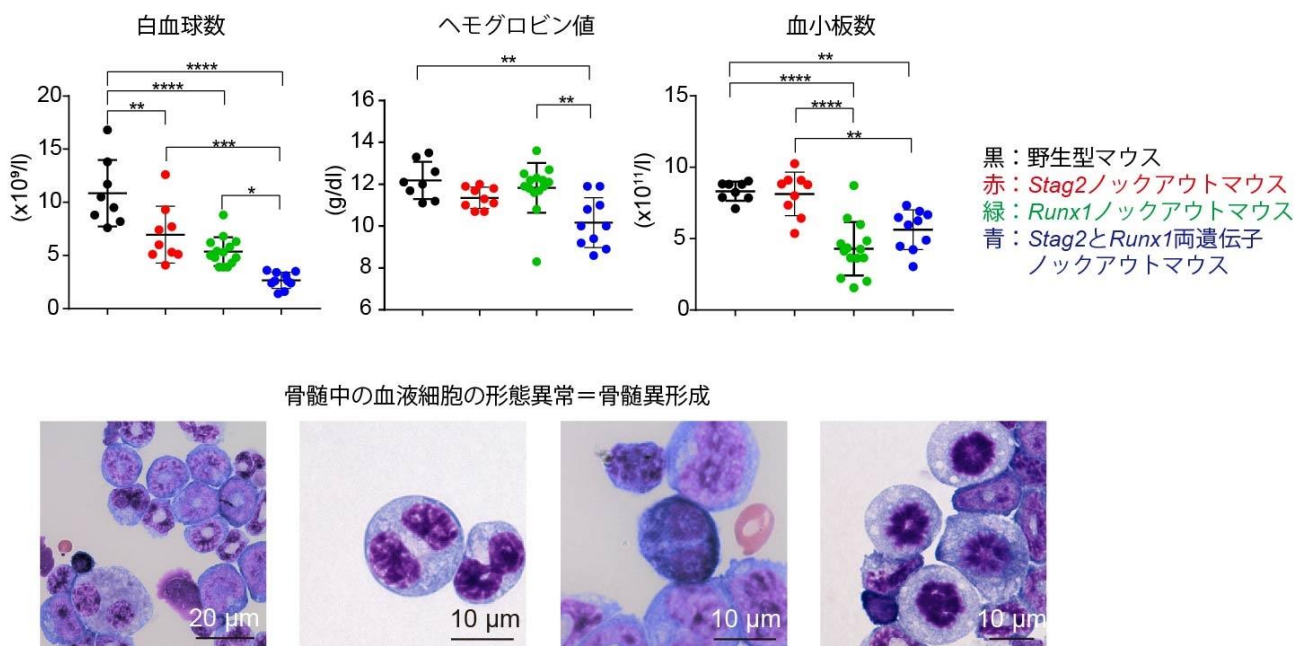 白血球数
ヘモグロビン値
血小板数
****
****
**
***
*
20
15
10
5
0
(x10⁹/l)
**
**
16
14
12
10
8
6
(g/dl)
**
****
****
**
15
10
5
0
(x10¹¹/l)
黒：野生型マウス
赤：Stag2ノックアウトマウス
緑：Runx1ノックアウトマウス
青：Stag2とRunx1両遺伝子
ノックアウトマウス
骨髄中の血液細胞の形態異常＝骨髄異形成
20 μm
10 μm
10 μm
10 μm